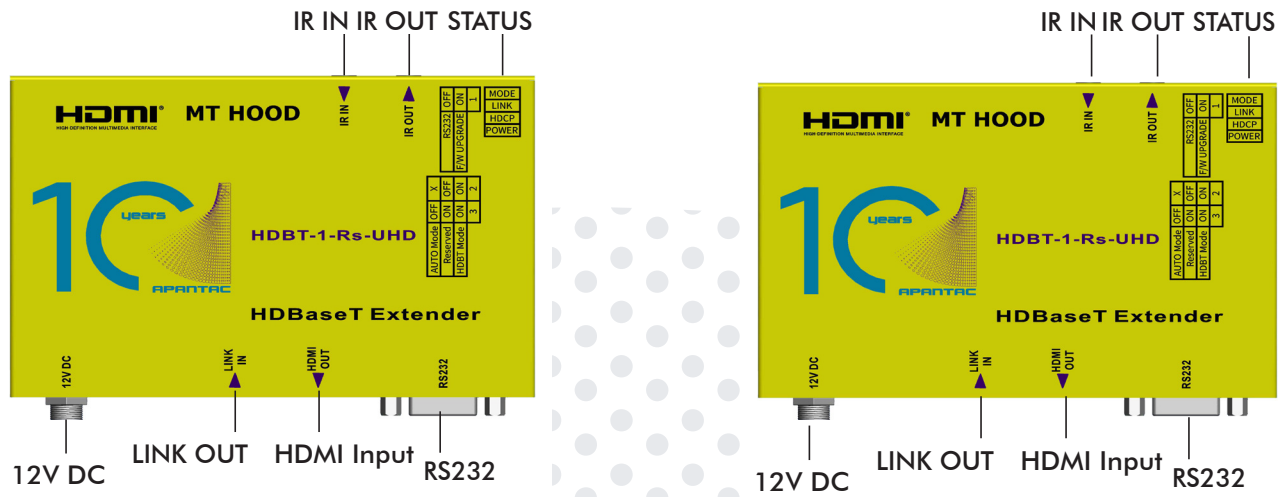 IR IN IR OUT STATUS
HDMI®
HIGH-DEFINITION MULTIMEDIA INTERFACE
MT HOOD
IR IN
IR OUT
RS232 OFF
F/W UPGRADE ON 1
MODE
LINK
HDCP
POWER
10 years
APANTAC
AUTO Mode OFF X
Reserved ON OFF
HDBT Mode ON ON
3 2
HDBT-1-Rs-UHD
HDBaseT Extender
12V DC
LINK IN
HDMI OUT
RS232
12V DC
LINK OUT
HDMI Input
RS232
IR IN IR OUT STATUS
HDMI®
HIGH-DEFINITION MULTIMEDIA INTERFACE
MT HOOD
IR IN
IR OUT
RS232 OFF
F/W UPGRADE ON 1
MODE
LINK
HDCP
POWER
10 years
APANTAC
AUTO Mode OFF X
Reserved ON OFF
HDBT Mode ON ON
3 2
HDBT-1-Rs-UHD
HDBaseT Extender
12V DC
LINK IN
HDMI OUT
RS232
12V DC
LINK OUT
HDMI Input
RS232